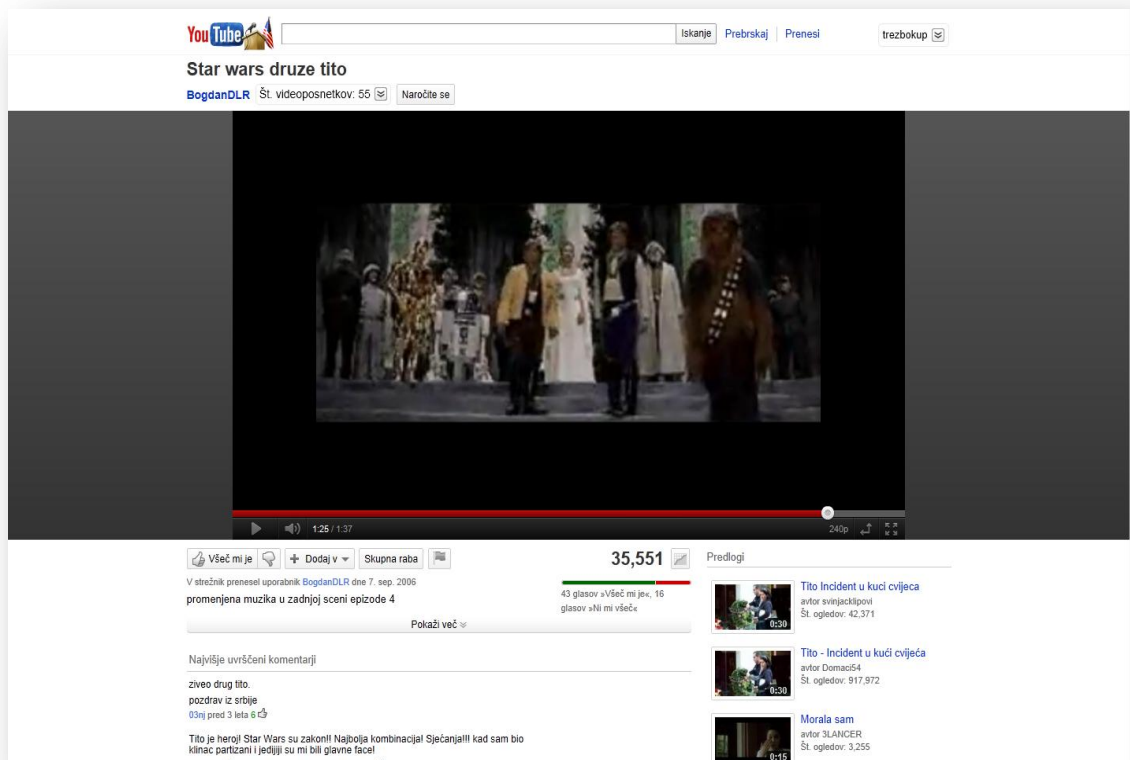 YouTube
Iskanje
Prebrskaj
Prenesi
trezbokup
Star wars druze tito
BogdanDLR Št. videoposnetkov: 55 Naročite se
1:25 / 1:37
240p
Všeč mi je
Dodaj v
Skupna raba
35,551
V strežnik prenesel uporabnik BogdanDLR dne 7. sep. 2006
promenjena muzika u zadnjoj sceni epizode 4
43 glasov »Všeč mi je«, 16
glasov »Ni mi všeč«
Pokaži več
Najvišje uvrščeni komentarji
ziveo drug tito.
pozdrav iz srbije
03nj pred 3 leta 6
Tito je heroj! Star Wars su zakon!! Najbolja kombinacija! Sjećanja!!! kad sam bio
klinac partizani i jedijiji su mi bili glavne face!
Predlogi
0:30
Tito Incident u kuci cvijeca
avtor svinjacklipovi
Št. ogledov: 42,371
0:30
Tito - Incident u kući cvijeća
avtor Domaci54
Št. ogledov: 917,972
0:15
Morala sam
avtor 3LANCER
Št. ogledov: 3,255